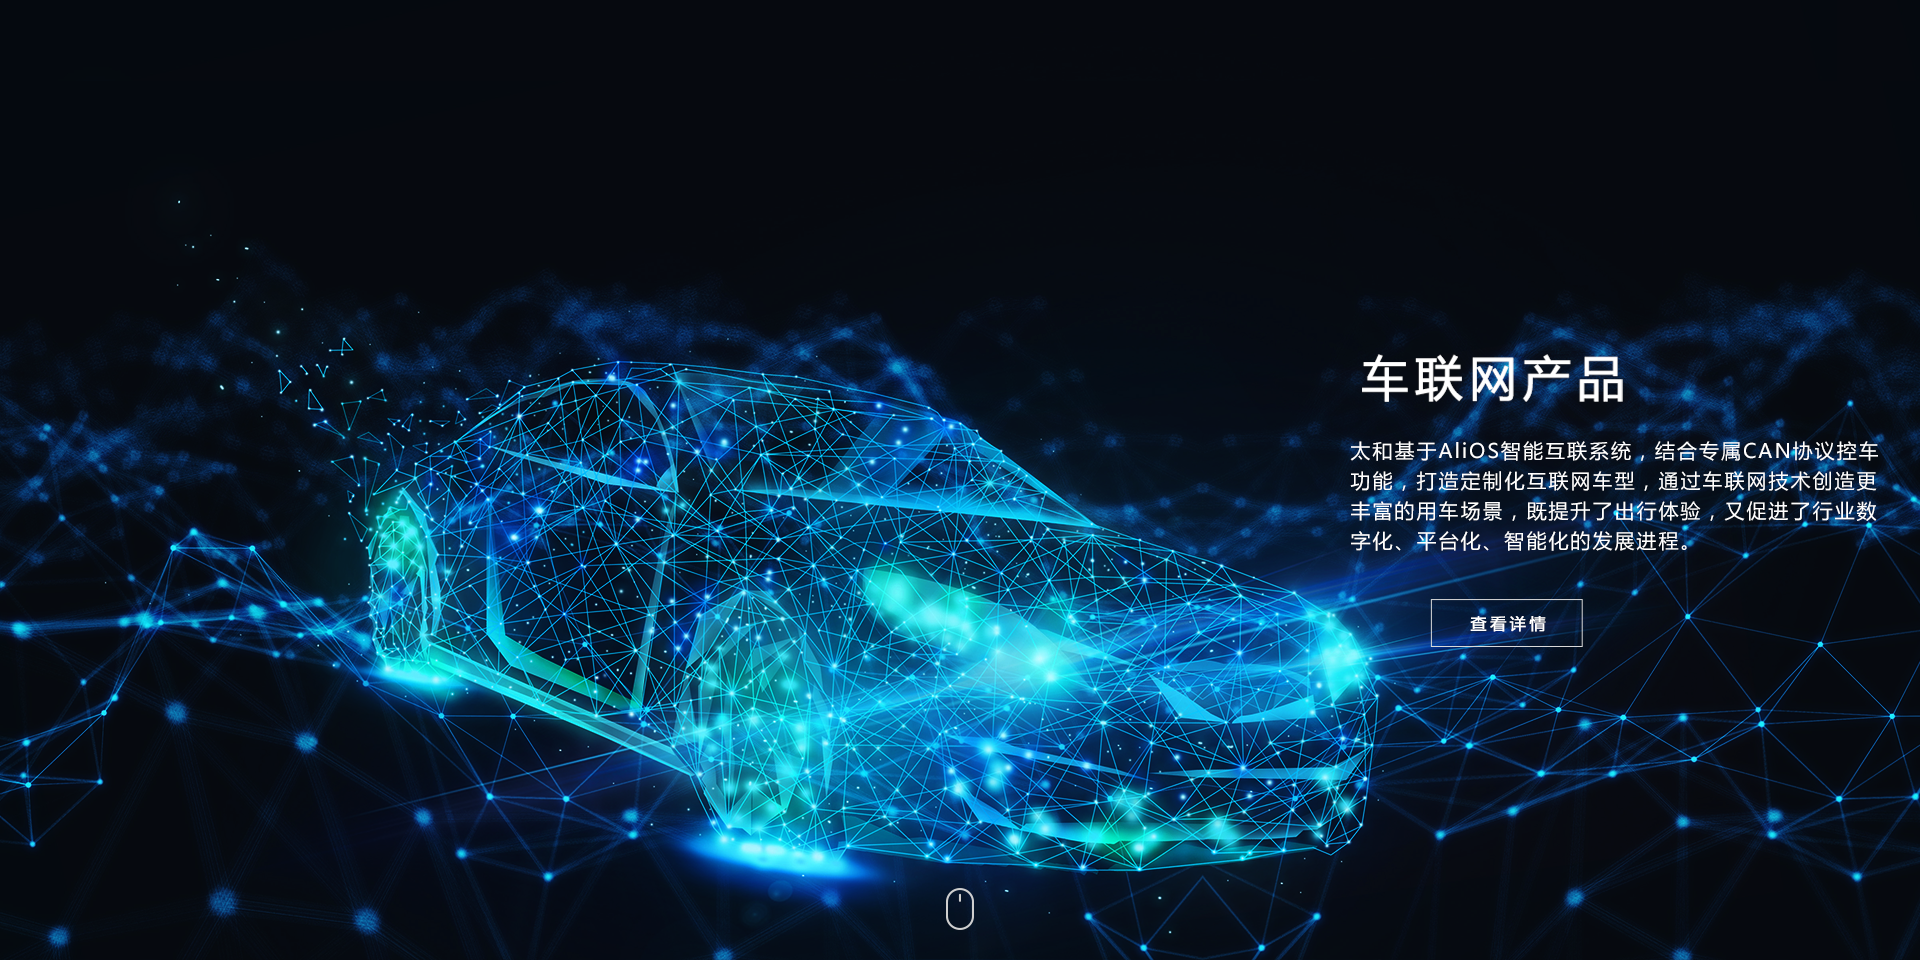 车联网产品
太和基于AliOS智能互联系统，结合专属CAN协议控车
功能，打造定制化互联网车型，通过车联网技术创造更
丰富的用车场景，既提升了出行体验，又促进了行业数
字化、平台化、智能化的发展进程。
查看详情